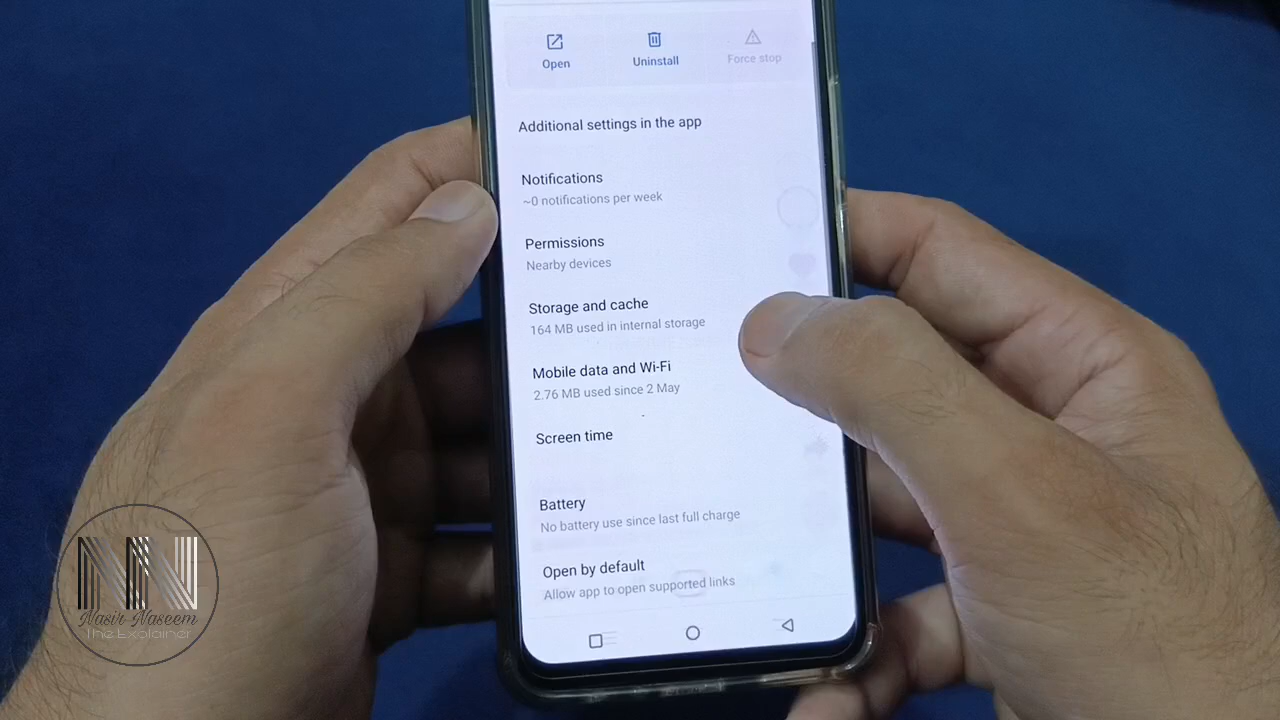 Open
Uninstall
Force stop
Additional settings in the app
Notifications
~0 notifications per week
Permissions
Nearby devices
Storage and cache
164 MB used in internal storage
Mobile data and Wi-Fi
2.76 MB used since 2 May
Screen time
Battery
No battery use since last full charge
Open by default
Allow app to open supported links
NN
Nasir Naseem
The Explainer